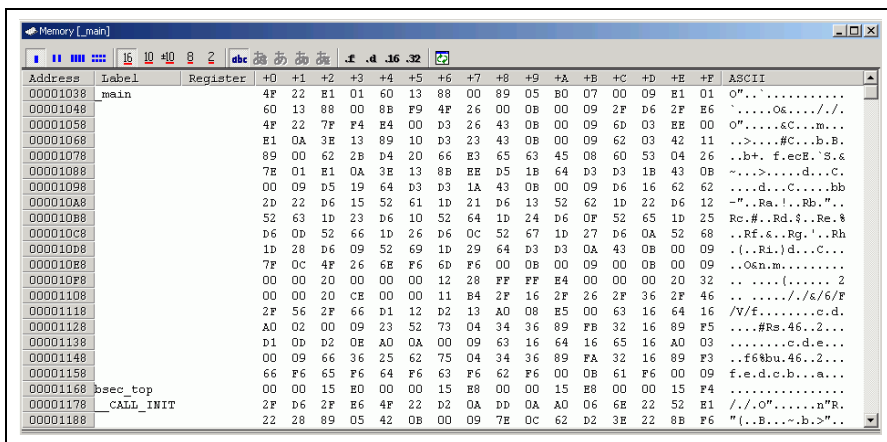 Memory [_main]
16 10 ±10 8 2 abc あ .f .d .16 .32
Address Label Register +0 +1 +2 +3 +4 +5 +6 +7 +8 +9 +A +B +C +D +E +F ASCII
00001038 _main 4F 22 E1 01 60 13 88 00 89 05 B0 07 00 09 E1 01 O"..`...........
00001048 60 13 88 00 8B F9 4F 26 00 0B 00 09 2F D6 2F E6 `.....O&..../././
00001058 4F 22 7F F4 E4 00 D3 26 43 0B 00 09 6D 03 EE 00 O".....&C...m...
00001068 E1 0A 3E 13 89 10 D3 23 43 0B 00 09 62 03 42 11 ..>....#C...b.B.
00001078 89 00 62 2B D4 20 66 E3 65 63 45 08 60 53 04 26 ..b+. f.ecE.`S.&
00001088 7E 01 E1 0A 3E 13 8B EE D5 1B 64 D3 D3 1B 43 0B ~...>.....d...C.
00001098 00 09 D5 19 64 D3 D3 1A 43 0B 00 09 D6 16 62 62 ....d...C.....bb
000010A8 2D 22 D6 15 52 61 1D 21 D6 13 52 62 1D 22 D6 12 -"..Ra.!..Rb."..
000010B8 52 63 1D 23 D6 10 52 64 1D 24 D6 0F 52 65 1D 25 Rc.#..Rd.$..Re.%
000010C8 D6 0D 52 66 1D 26 D6 0C 52 67 1D 27 D6 0A 52 68 ..Rf.&..Rg.'..Rh
000010D8 1D 28 D6 09 52 69 1D 29 64 D3 D3 0A 43 0B 00 09 .(..Ri.)d...C...
000010E8 7F 0C 4F 26 6E F6 6D F6 00 0B 00 09 00 0B 00 09 ..O&n.m.........
000010F8 00 00 20 00 00 00 12 28 FF FF E4 00 00 00 20 32 .. ....(...... 2
00001108 00 00 20 CE 00 00 11 B4 2F 16 2F 26 2F 36 2F 46 .. ....././&/6/F
00001118 2F 56 2F 66 D1 12 D2 13 A0 08 E5 00 63 16 64 16 /V/f........c.d.
00001128 A0 02 00 09 23 52 73 04 34 36 89 FB 32 16 89 F5 ....#Rs.46..2...
00001138 D1 0D D2 0E A0 0A 00 09 63 16 64 16 65 16 A0 03 ........c.d.e...
00001148 00 09 66 36 25 62 75 04 34 36 89 FA 32 16 89 F3 ..f6%bu.46..2...
00001158 66 F6 65 F6 64 F6 63 F6 62 F6 00 0B 61 F6 00 09 f.e.d.c.b...a...
00001168 bsec_top 00 00 15 E0 00 00 15 E8 00 00 15 E8 00 00 15 F4 ................
00001178 __CALL_INIT 2F D6 2F E6 4F 22 D2 0A DD 0A A0 06 6E 22 52 E1 /./.O"......n"R.
00001188 22 28 89 05 42 0B 00 09 7E 0C 62 D2 3E 22 8B F6 "(..B...~.b.>"..